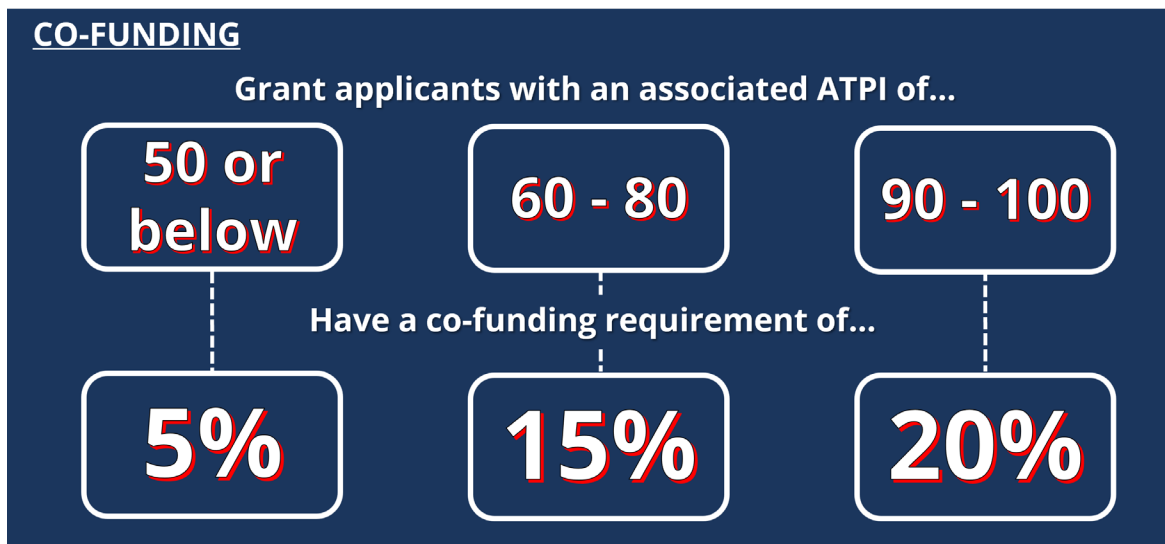 CO-FUNDING
Grant applicants with an associated ATPI of...
50 or
below
60 - 80
90 - 100
Have a co-funding requirement of...
5%
15%
20%